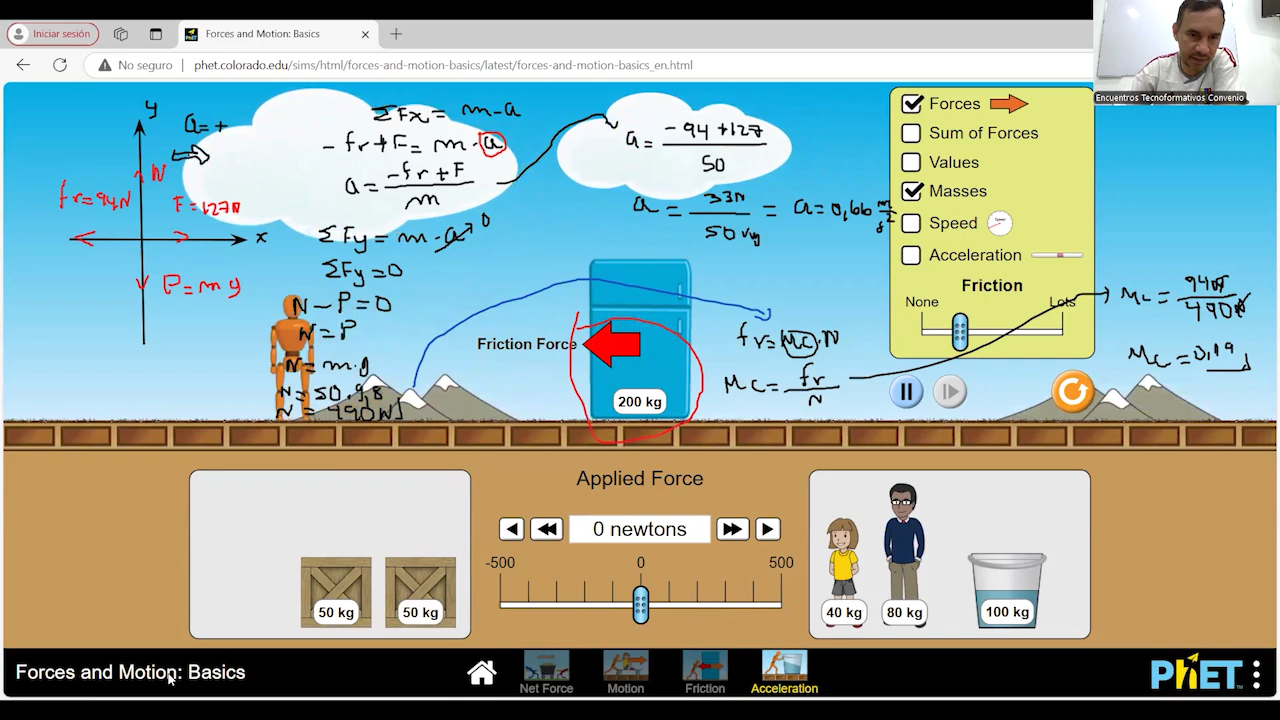 Iniciar sesión
Forces and Motion: Basics
No seguro
phet.colorado.edu/sims/html/forces-and-motion-basics/latest/forces-and-motion-basics_en.html
Encuentros Tecnoformativos Convenio
y
a=+
N
fr=94N
F=127N
x
P=mg
ΣFx= m-a
-fr+F= m·a
a= -fr+F / m
ΣFy= m·a 0
ΣFy=0
N-P=0
N=P
N=m·g
N=50·9,8
N=490N
a= -94+127 / 50
a = 33N / 50 kg = a=0,66 m/s²
fr=Mc·N
Mc= fr / N
Mc= 94N / 490N
Mc=0,19
Forces
Sum of Forces
Values
Masses
Speed
Speed
Acceleration
Friction
None
Lots
Friction Force
200 kg
Applied Force
0 newtons
-500
0
500
50 kg
50 kg
40 kg
80 kg
100 kg
Forces and Motion: Basics
Net Force
Motion
Friction
Acceleration
PhET